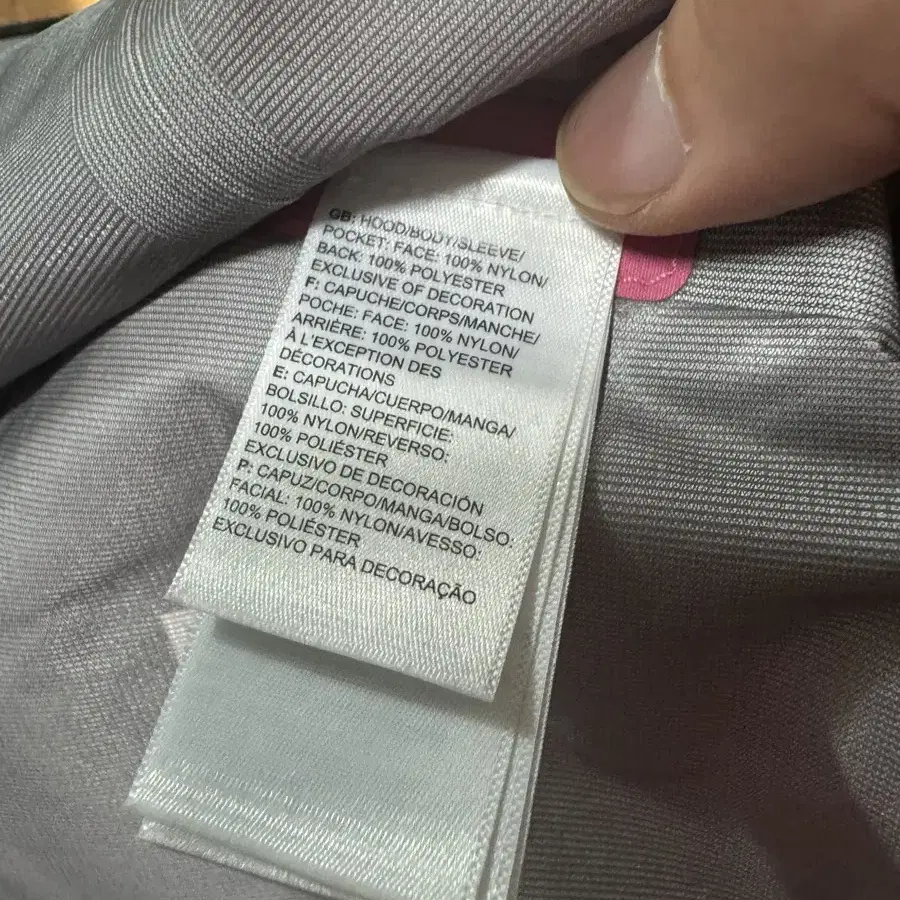 GB: HOOD/BODY/SLEEVE/
POCKET: FACE: 100% NYLON/
BACK: 100% POLYESTER
EXCLUSIVE OF DECORATION
F: CAPUCHE/CORPS/MANCHE/
POCHE: FACE: 100% NYLON/
ARRIÈRE: 100% POLYESTER
À L'EXCEPTION DES
DÉCORATIONS
E: CAPUCHA/CUERPO/MANGA/
BOLSILLO: SUPERFICIE:
100% NYLON/REVERSO:
100% POLIÉSTER
EXCLUSIVO DE DECORACIÓN
P: CAPUZ/CORPO/MANGA/BOLSO:
FACIAL: 100% NYLON/AVESSO:
100% POLIÉSTER
EXCLUSIVO PARA DECORAÇÃO